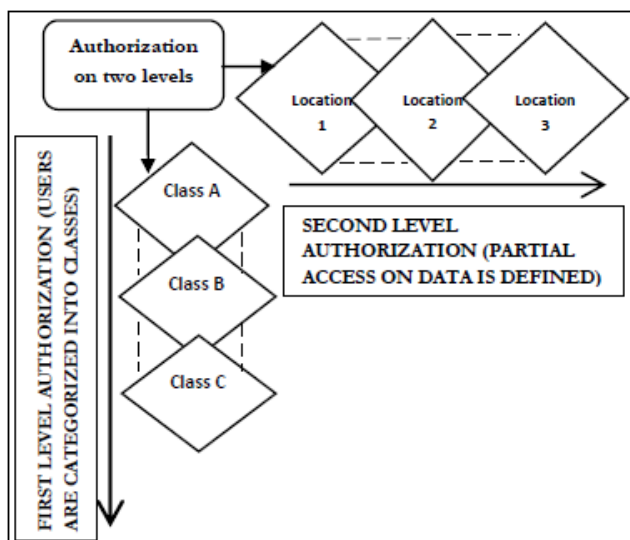 Authorization
on two levels
Location
1
Location
2
Location
3
Class A
Class B
Class C
SECOND LEVEL
AUTHORIZATION (PARTIAL
ACCESS ON DATA IS DEFINED)
FIRST LEVEL AUTHORIZATION (USERS
ARE CATEGORIZED INTO CLASSES)